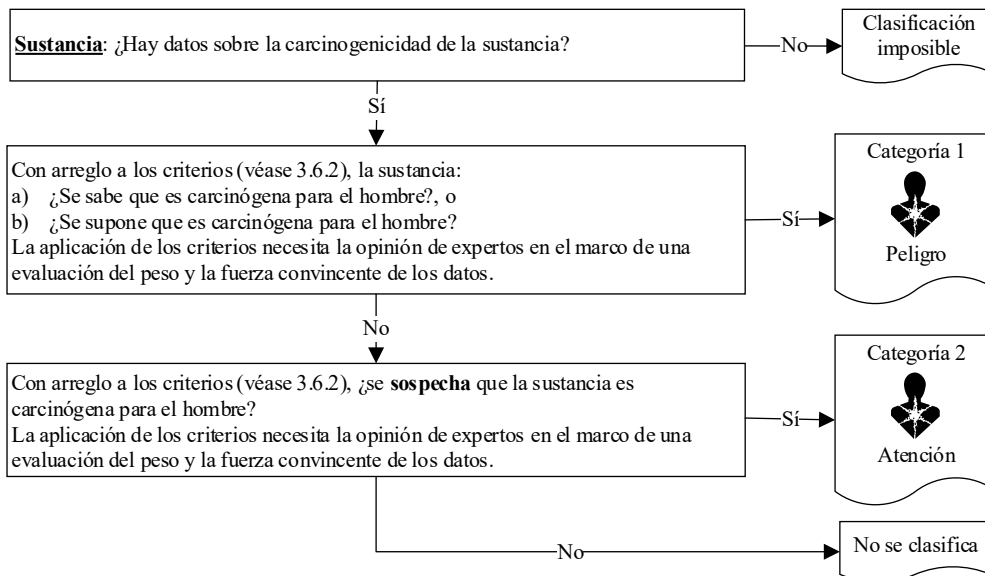 Sustancia: ¿Hay datos sobre la carcinogenicidad de la sustancia?
No
Clasificación
imposible
Sí
Con arreglo a los criterios (véase 3.6.2), la sustancia:
a) ¿Se sabe que es carcinógena para el hombre?, o
b) ¿Se supone que es carcinógena para el hombre?
La aplicación de los criterios necesita la opinión de expertos en el marco de una
evaluación del peso y la fuerza convincente de los datos.
Sí
Categoría 1
Peligro
No
Con arreglo a los criterios (véase 3.6.2), ¿se sospecha que la sustancia es
carcinógena para el hombre?
La aplicación de los criterios necesita la opinión de expertos en el marco de una
evaluación del peso y la fuerza convincente de los datos.
Sí
Categoría 2
Atención
No
No se clasifica